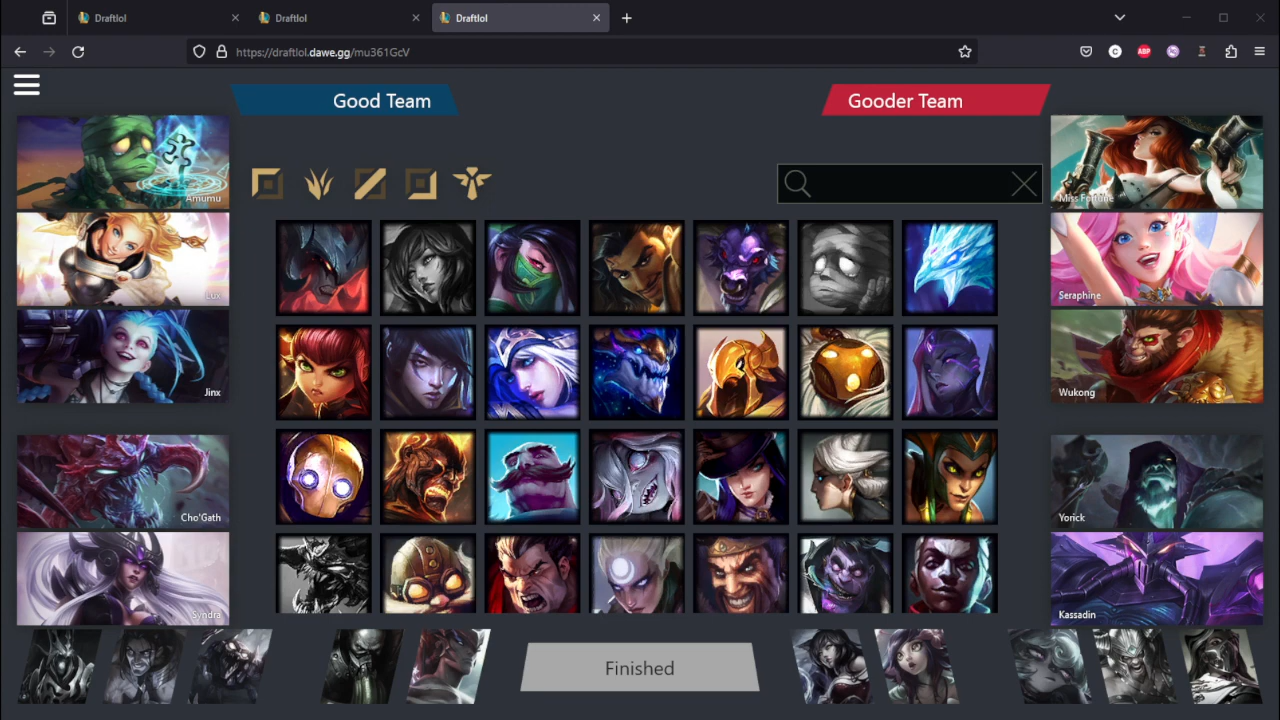 Draftlol
Draftlol
Draftlol
https://draftlol.dawe.gg/mu361GcV
C
ABP
Good Team
Gooder Team
Amumu
Lux
Jinx
Cho'Gath
Syndra
Miss Fortune
Seraphine
Wukong
Yorick
Kassadin
Finished